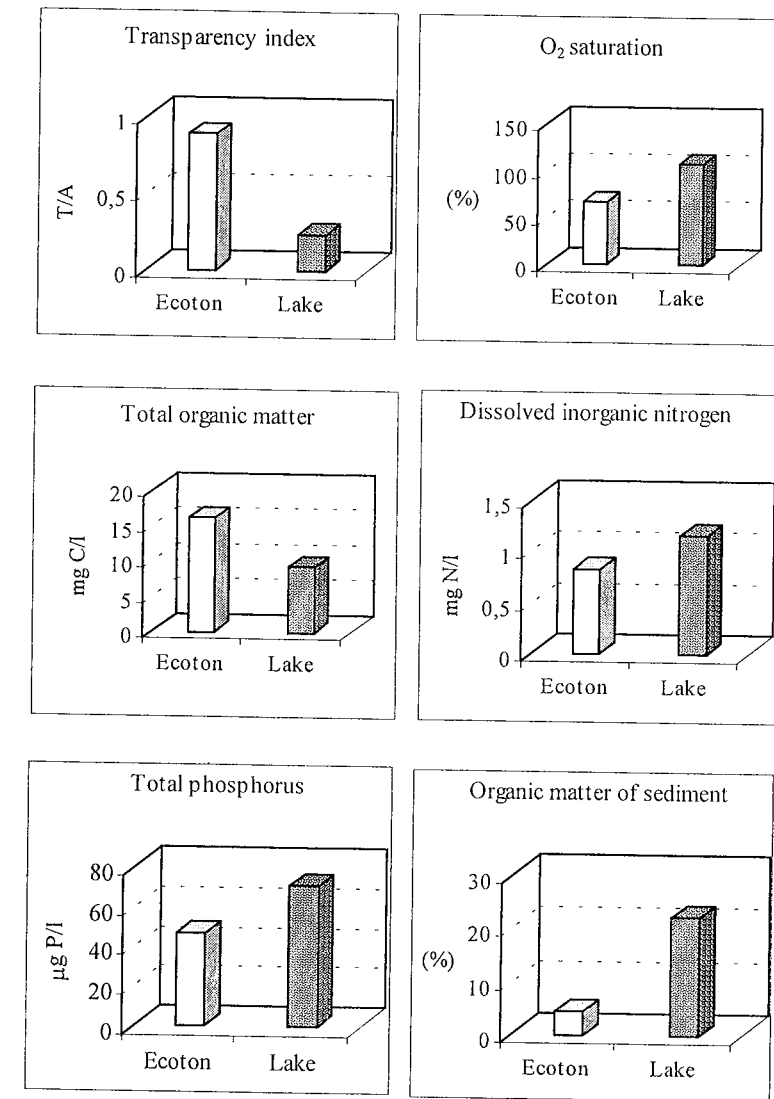 Transparency index
1
0,5
0
T/A
Ecoton Lake
O2 saturation
150
100
50
0
(%)
Ecoton Lake
Total organic matter
20
15
10
5
0
mg C/l
Ecoton Lake
Dissolved inorganic nitrogen
1,5
1
0,5
0
mg N/l
Ecoton Lake
Total phosphorus
80
60
40
20
0
µg P/l
Ecoton Lake
Organic matter of sediment
30
20
10
0
(%)
Ecoton Lake